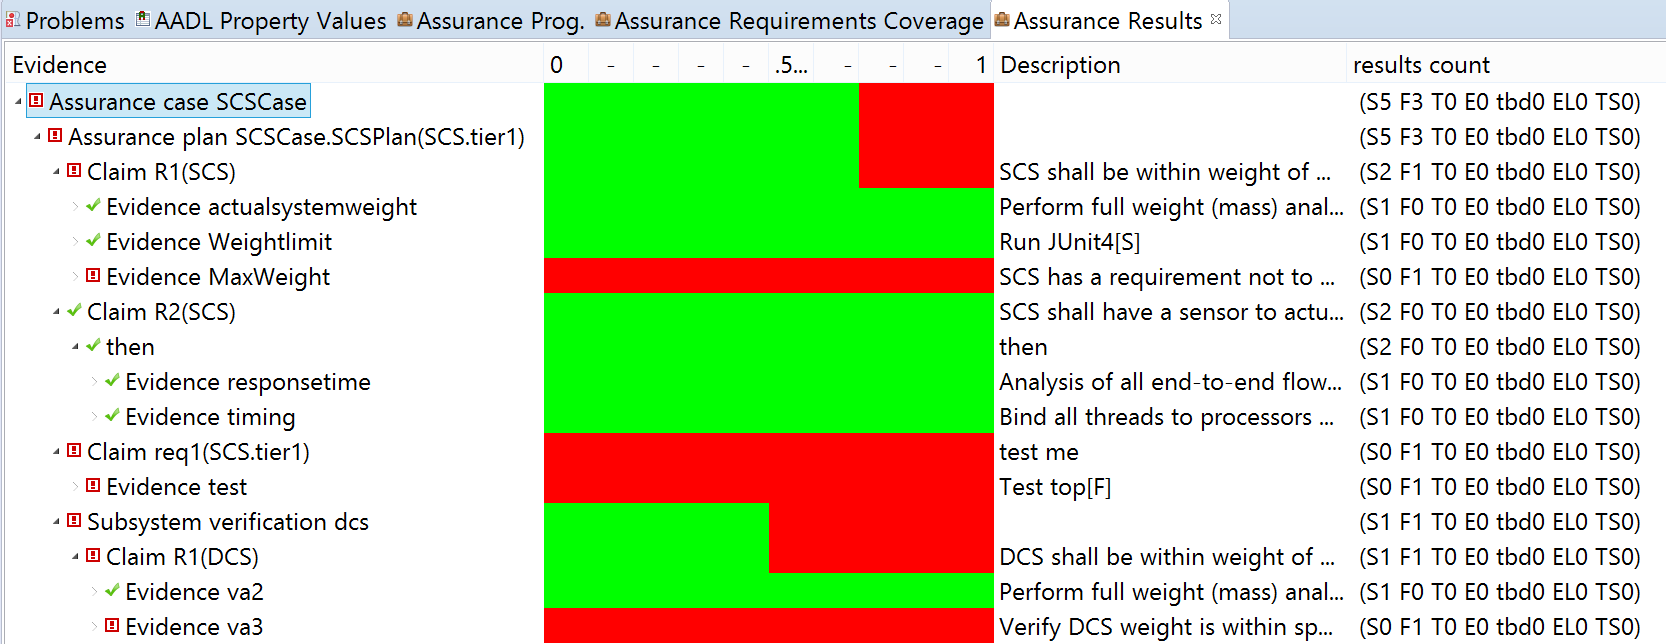 Problems AADL Property Values Assurance Prog. Assurance Requirements Coverage Assurance Results
Evidence 0 - - - - .5... - - - 1 Description results count
Assurance case SCSCase (S5 F3 T0 E0 tbd0 EL0 TS0)
Assurance plan SCSCase.SCSPlan(SCS.tier1) (S5 F3 T0 E0 tbd0 EL0 TS0)
Claim R1(SCS) SCS shall be within weight of ... (S2 F1 T0 E0 tbd0 EL0 TS0)
Evidence actualsystemweight Perform full weight (mass) anal... (S1 F0 T0 E0 tbd0 EL0 TS0)
Evidence Weightlimit Run JUnit4[S] (S1 F0 T0 E0 tbd0 EL0 TS0)
Evidence MaxWeight SCS has a requirement not to ... (S0 F1 T0 E0 tbd0 EL0 TS0)
Claim R2(SCS) SCS shall have a sensor to actu... (S2 F0 T0 E0 tbd0 EL0 TS0)
then then (S2 F0 T0 E0 tbd0 EL0 TS0)
Evidence responsetime Analysis of all end-to-end flow... (S1 F0 T0 E0 tbd0 EL0 TS0)
Evidence timing Bind all threads to processors ... (S1 F0 T0 E0 tbd0 EL0 TS0)
Claim req1(SCS.tier1) test me (S0 F1 T0 E0 tbd0 EL0 TS0)
Evidence test Test top[F] (S0 F1 T0 E0 tbd0 EL0 TS0)
Subsystem verification dcs (S1 F1 T0 E0 tbd0 EL0 TS0)
Claim R1(DCS) DCS shall be within weight of ... (S1 F1 T0 E0 tbd0 EL0 TS0)
Evidence va2 Perform full weight (mass) anal... (S1 F0 T0 E0 tbd0 EL0 TS0)
Evidence va3 Verify DCS weight is within sp... (S0 F1 T0 E0 tbd0 EL0 TS0)